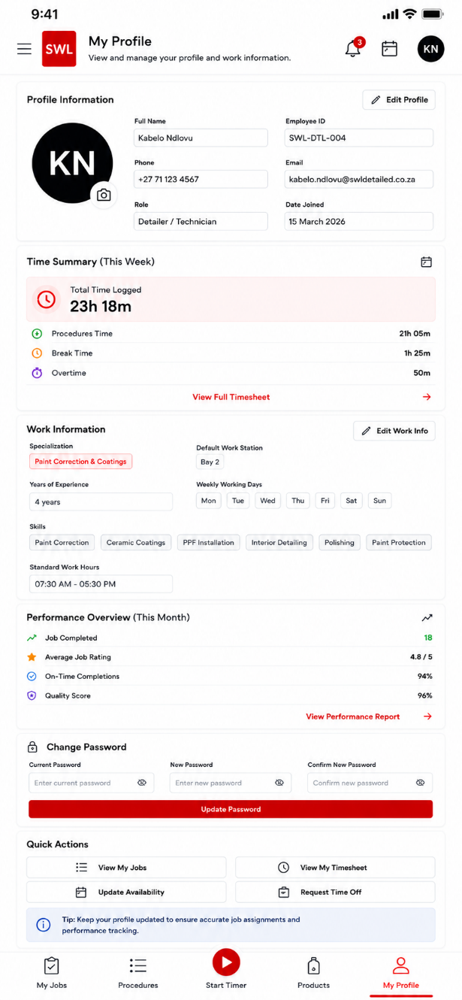 9:41
SWL
My Profile
View and manage your profile and work information.
3
KN
Profile Information
Edit Profile
KN
Full Name
Kabelo Ndlovu
Employee ID
SWL-DTL-004
Phone
+27 71 123 4567
Email
kabelo.ndlovu@swldetailed.co.za
Role
Detailer / Technician
Date Joined
15 March 2026
Time Summary (This Week)
Total Time Logged
23h 18m
Procedures Time 21h 05m
Break Time 1h 25m
Overtime 50m
View Full Timesheet
Work Information
Edit Work Info
Specialization
Paint Correction & Coatings
Default Work Station
Bay 2
Years of Experience
4 years
Weekly Working Days
Mon Tue Wed Thu Fri Sat Sun
Skills
Paint Correction Ceramic Coatings PPF Installation Interior Detailing Polishing Paint Protection
Standard Work Hours
07:30 AM - 05:30 PM
Performance Overview (This Month)
Job Completed 18
Average Job Rating 4.8 / 5
On-Time Completions 94%
Quality Score 96%
View Performance Report
Change Password
Current Password
Enter current password
New Password
Enter new password
Confirm New Password
Confirm new password
Update Password
Quick Actions
View My Jobs
View My Timesheet
Update Availability
Request Time Off
Tip: Keep your profile updated to ensure accurate job assignments and
performance tracking.
My Jobs
Procedures
Start Timer
Products
My Profile